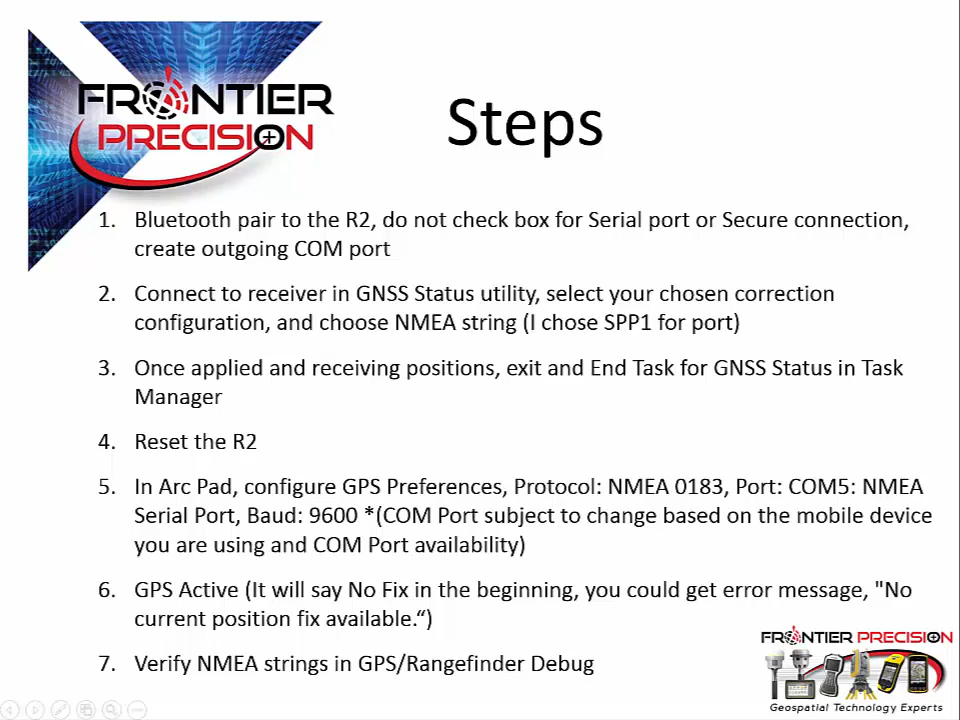 FRONTIER
PRECISION
Steps
1. Bluetooth pair to the R2, do not check box for Serial port or Secure connection,
create outgoing COM port
2. Connect to receiver in GNSS Status utility, select your chosen correction
configuration, and choose NMEA string (I chose SPP1 for port)
3. Once applied and receiving positions, exit and End Task for GNSS Status in Task
Manager
4. Reset the R2
5. In Arc Pad, configure GPS Preferences, Protocol: NMEA 0183, Port: COM5: NMEA
Serial Port, Baud: 9600 *(COM Port subject to change based on the mobile device
you are using and COM Port availability)
6. GPS Active (It will say No Fix in the beginning, you could get error message, "No
current position fix available.“)
7. Verify NMEA strings in GPS/Rangefinder Debug
FRONTIER PRECISION
Geospatial Technology Experts